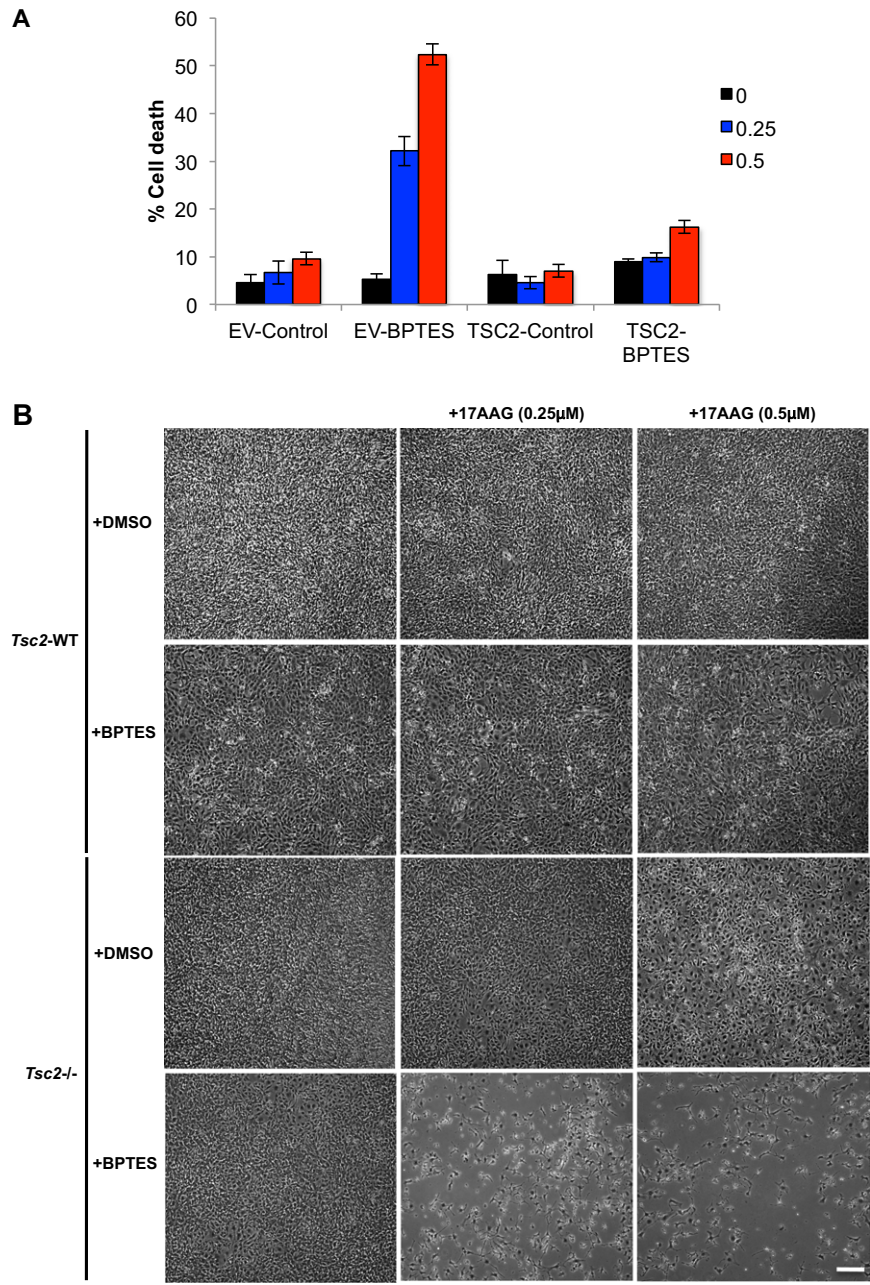 A
60
50
40
30
20
10
0
% Cell death
0
0.25
0.5
EV-Control
EV-BPTES
TSC2-Control
TSC2-
BPTES
B
+17AAG (0.25µM)
+17AAG (0.5µM)
Tsc2-WT
+DMSO
+BPTES
Tsc2-/-
+DMSO
+BPTES